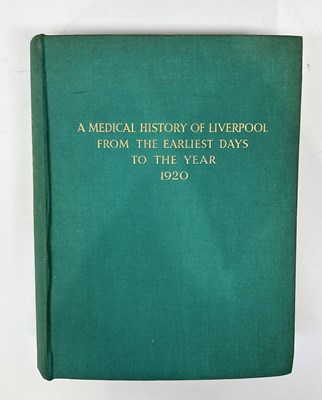 A MEDICAL HISTORY OF LIVERPOOL
FROM THE EARLIEST DAYS
TO THE YEAR
1920